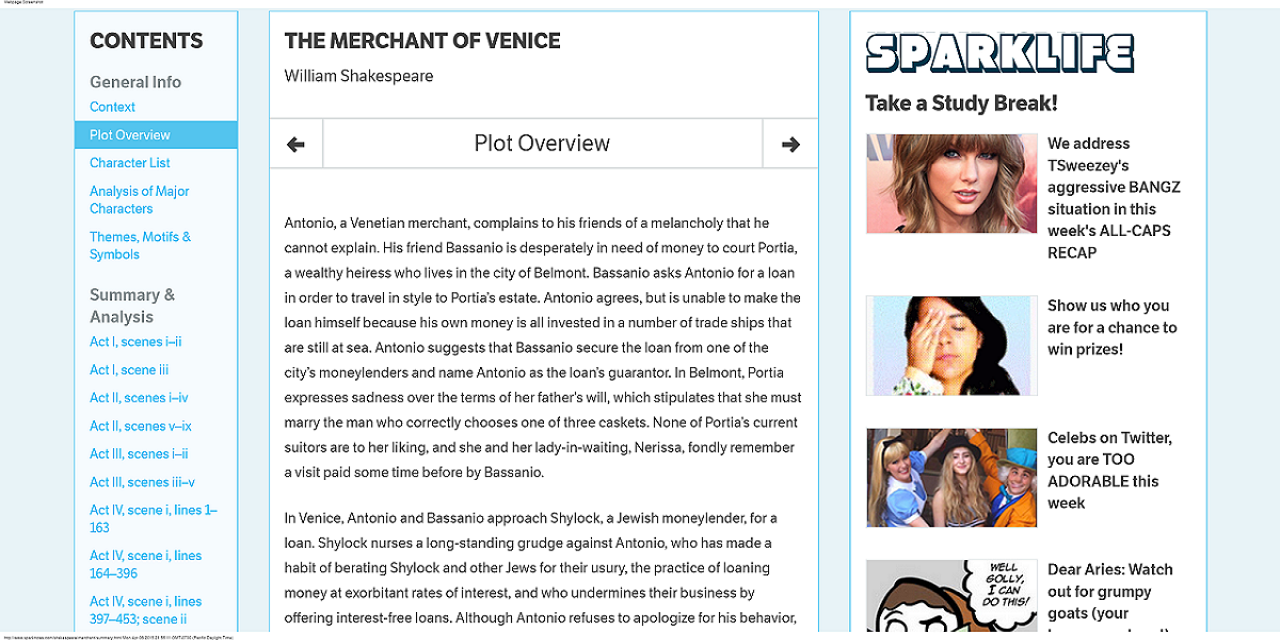 Webpage Screenshot
CONTENTS
General Info
Context
Plot Overview
Character List
Analysis of Major
Characters
Themes, Motifs &
Symbols
Summary &
Analysis
Act I, scenes i–ii
Act I, scene iii
Act II, scenes i–iv
Act II, scenes v–ix
Act III, scenes i–ii
Act III, scenes iii–v
Act IV, scene i, lines 1–
163
Act IV, scene i, lines
164–396
Act IV, scene i, lines
397–453; scene ii
THE MERCHANT OF VENICE
William Shakespeare
Plot Overview
Antonio, a Venetian merchant, complains to his friends of a melancholy that he
cannot explain. His friend Bassanio is desperately in need of money to court Portia,
a wealthy heiress who lives in the city of Belmont. Bassanio asks Antonio for a loan
in order to travel in style to Portia's estate. Antonio agrees, but is unable to make the
loan himself because his own money is all invested in a number of trade ships that
are still at sea. Antonio suggests that Bassanio secure the loan from one of the
city's moneylenders and name Antonio as the loan's guarantor. In Belmont, Portia
expresses sadness over the terms of her father's will, which stipulates that she must
marry the man who correctly chooses one of three caskets. None of Portia's current
suitors are to her liking, and she and her lady-in-waiting, Nerissa, fondly remember
a visit paid some time before by Bassanio.
In Venice, Antonio and Bassanio approach Shylock, a Jewish moneylender, for a
loan. Shylock nurses a long-standing grudge against Antonio, who has made a
habit of berating Shylock and other Jews for their usury, the practice of loaning
money at exorbitant rates of interest, and who undermines their business by
offering interest-free loans. Although Antonio refuses to apologize for his behavior,
SPARKLIFE
Take a Study Break!
We address
TSweezey's
aggressive BANGZ
situation in this
week's ALL-CAPS
RECAP
Show us who you
are for a chance to
win prizes!
Celebs on Twitter,
you are TOO
ADORABLE this
week
WELL
GOLLY,
I CAN
DO THIS!
Dear Aries: Watch
out for grumpy
goats (your